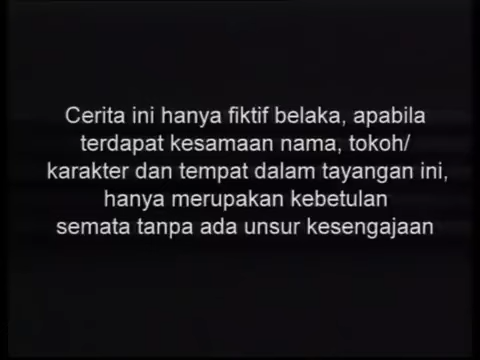 Cerita ini hanya fiktif belaka, apabila
terdapat kesamaan nama, tokoh/
karakter dan tempat dalam tayangan ini,
hanya merupakan kebetulan
semata tanpa ada unsur kesengajaan